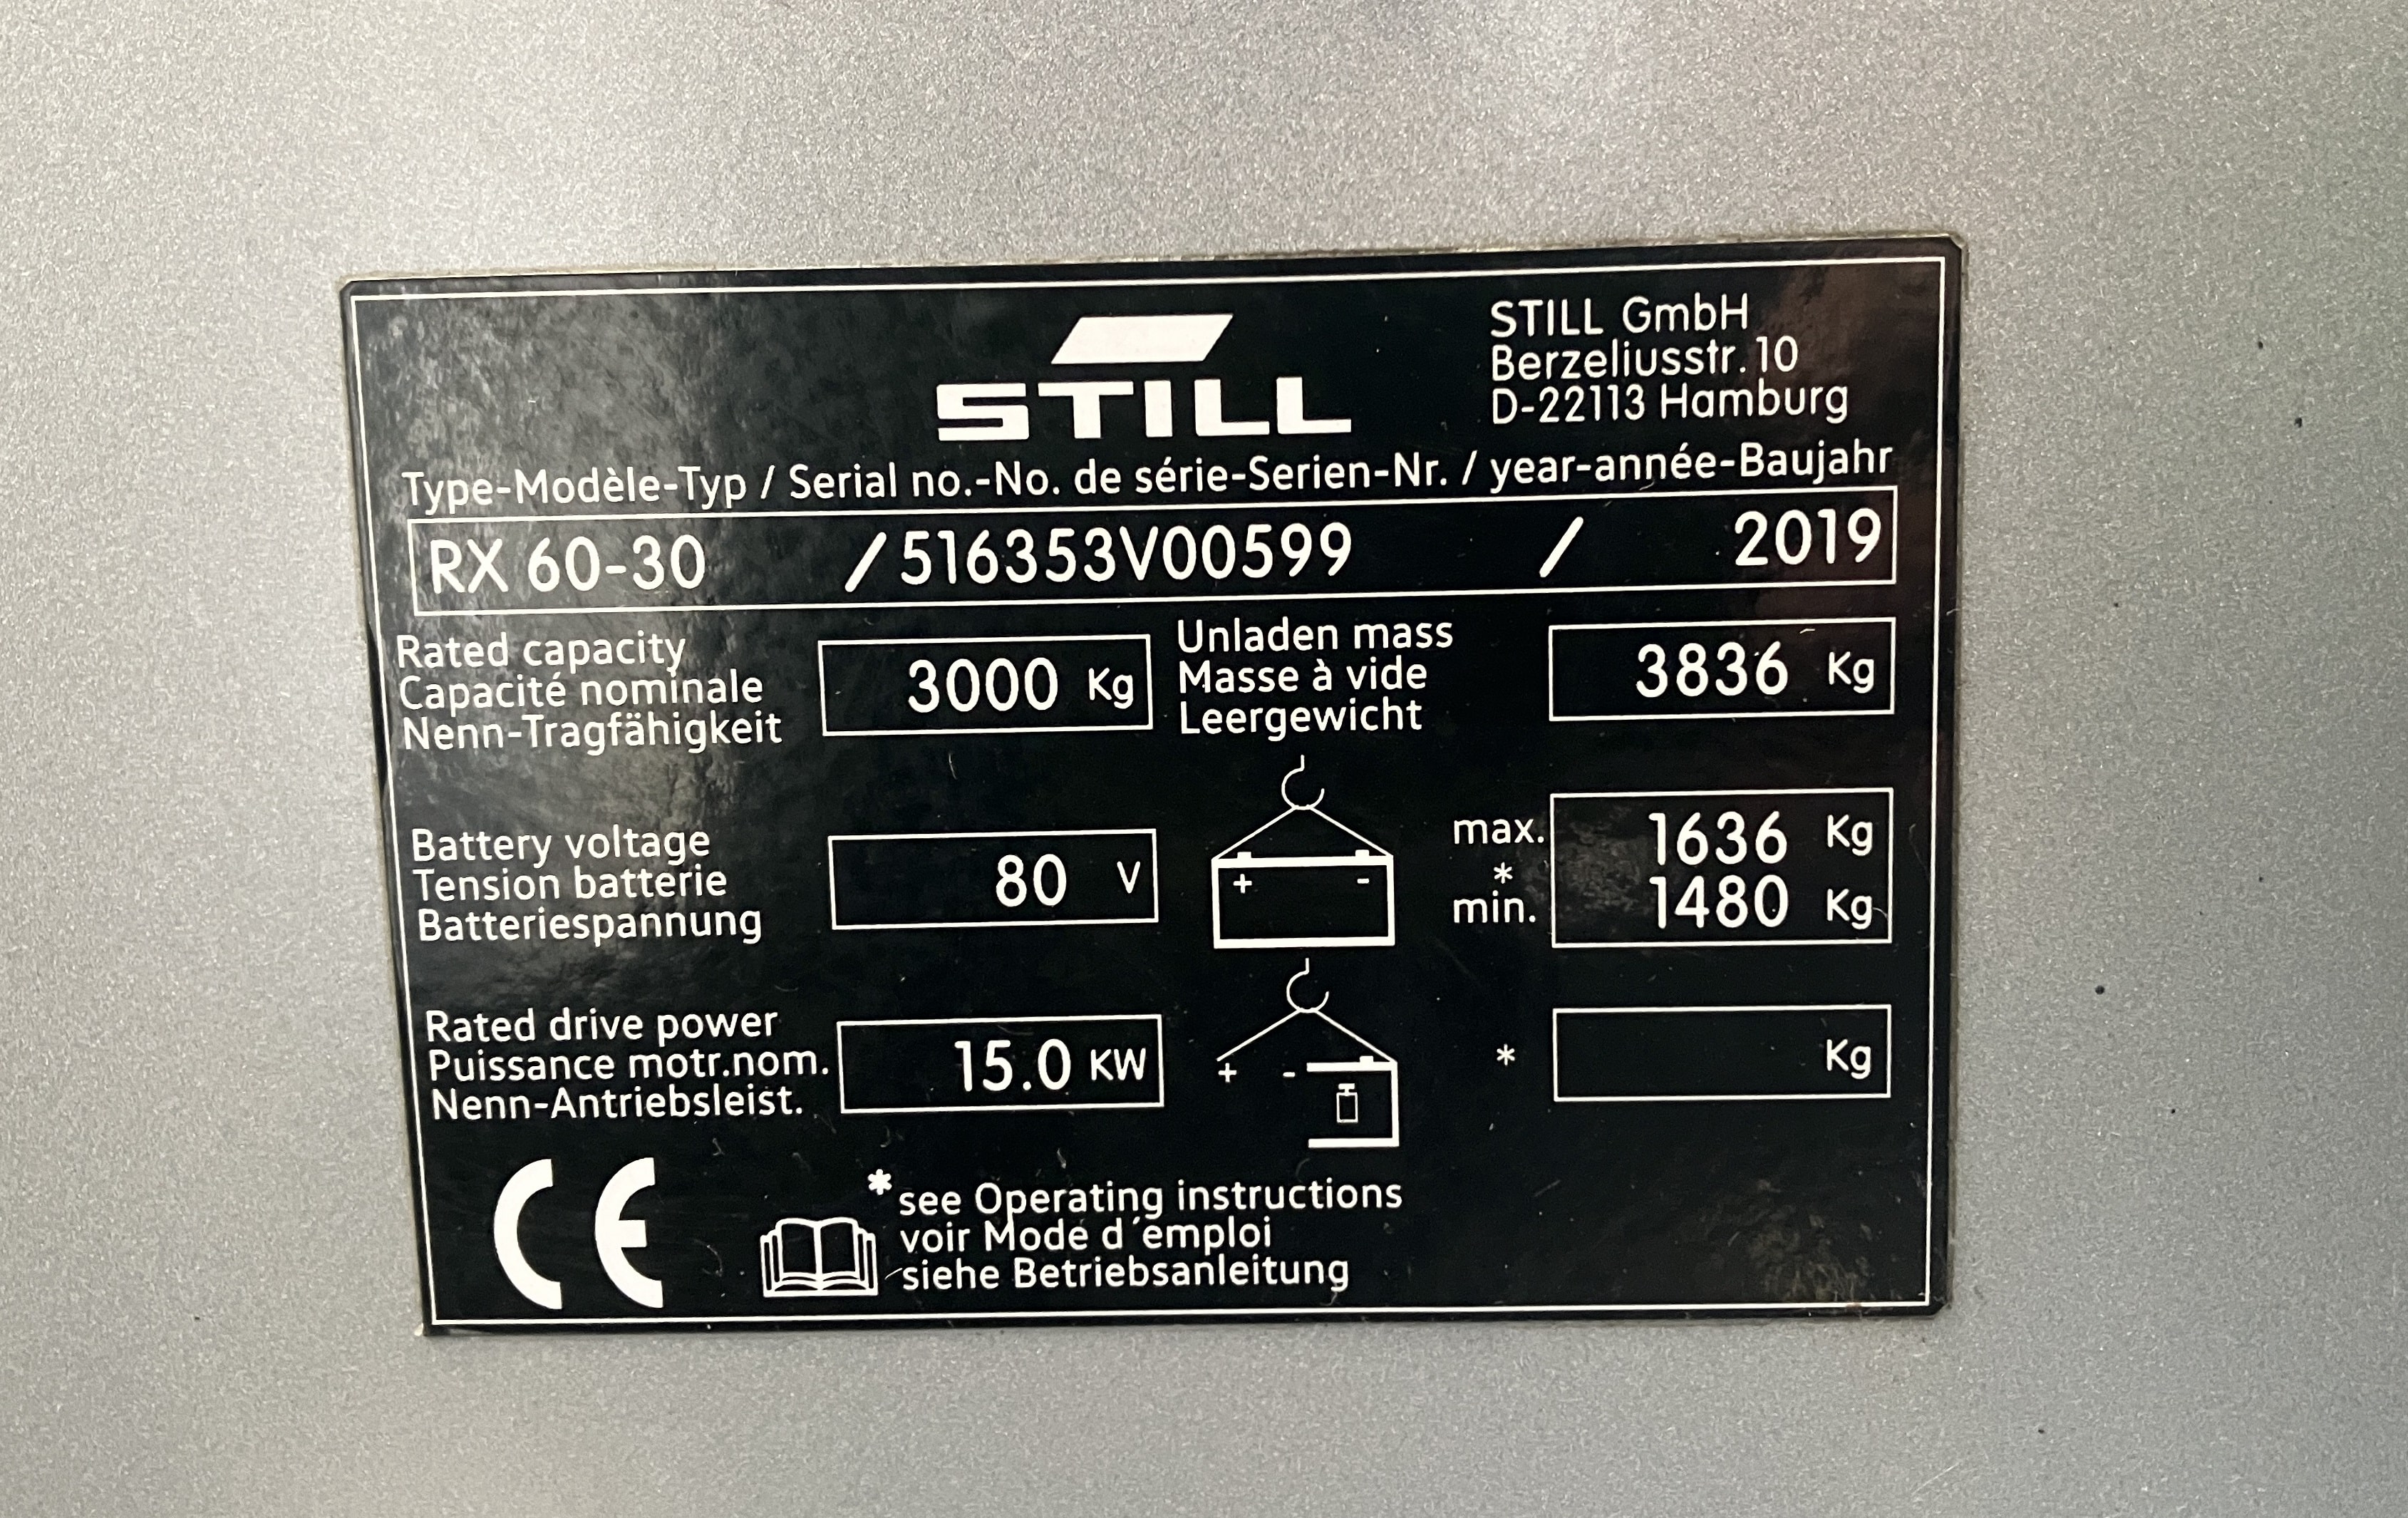 STILL
STILL GmbH
Berzeliusstr. 10
D-22113 Hamburg
Type-Modèle-Typ / Serial no.-No. de série-Serien-Nr. / year-année-Baujahr
RX 60-30 / 516353V00599 / 2019
Rated capacity
Capacité nominale
Nenn-Tragfähigkeit
3000 Kg
Unladen mass
Masse à vide
Leergewicht
3836 Kg
Battery voltage
Tension batterie
Batteriespannung
80 V
+ -
max. 1636 Kg
*
min. 1480 Kg
Rated drive power
Puissance motr.nom.
Nenn-Antriebsleist.
15.0 KW
+ -
* Kg
CE
*see Operating instructions
voir Mode d´emploi
siehe Betriebsanleitung